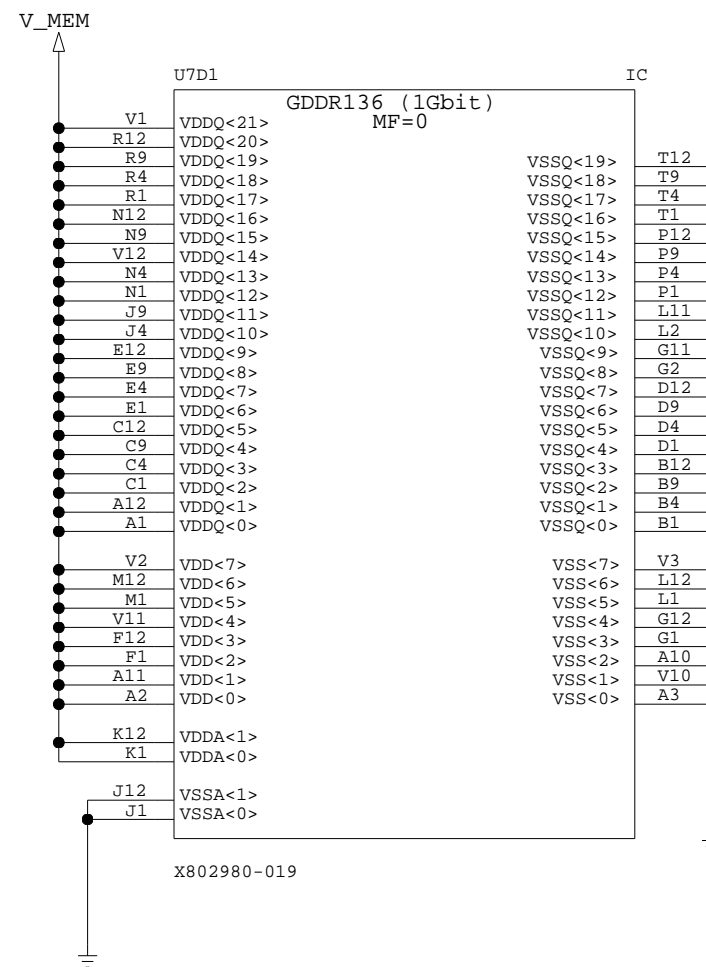 V_MEM
U7D1 IC
GDDR136 (1Gbit)
MF=0
V1 VDDQ<21>
R12 VDDQ<20>
R9 VDDQ<19> VSSQ<19> T12
R4 VDDQ<18> VSSQ<18> T9
R1 VDDQ<17> VSSQ<17> T4
N12 VDDQ<16> VSSQ<16> T1
N9 VDDQ<15> VSSQ<15> P12
V12 VDDQ<14> VSSQ<14> P9
N4 VDDQ<13> VSSQ<13> P4
N1 VDDQ<12> VSSQ<12> P1
J9 VDDQ<11> VSSQ<11> L11
J4 VDDQ<10> VSSQ<10> L2
E12 VDDQ<9> VSSQ<9> G11
E9 VDDQ<8> VSSQ<8> G2
E4 VDDQ<7> VSSQ<7> D12
E1 VDDQ<6> VSSQ<6> D9
C12 VDDQ<5> VSSQ<5> D4
C9 VDDQ<4> VSSQ<4> D1
C4 VDDQ<3> VSSQ<3> B12
C1 VDDQ<2> VSSQ<2> B9
A12 VDDQ<1> VSSQ<1> B4
A1 VDDQ<0> VSSQ<0> B1
V2 VDD<7> VSS<7> V3
M12 VDD<6> VSS<6> L12
M1 VDD<5> VSS<5> L1
V11 VDD<4> VSS<4> G12
F12 VDD<3> VSS<3> G1
F1 VDD<2> VSS<2> A10
A11 VDD<1> VSS<1> V10
A2 VDD<0> VSS<0> A3
K12 VDDA<1>
K1 VDDA<0>
J12 VSSA<1>
J1 VSSA<0>
X802980-019